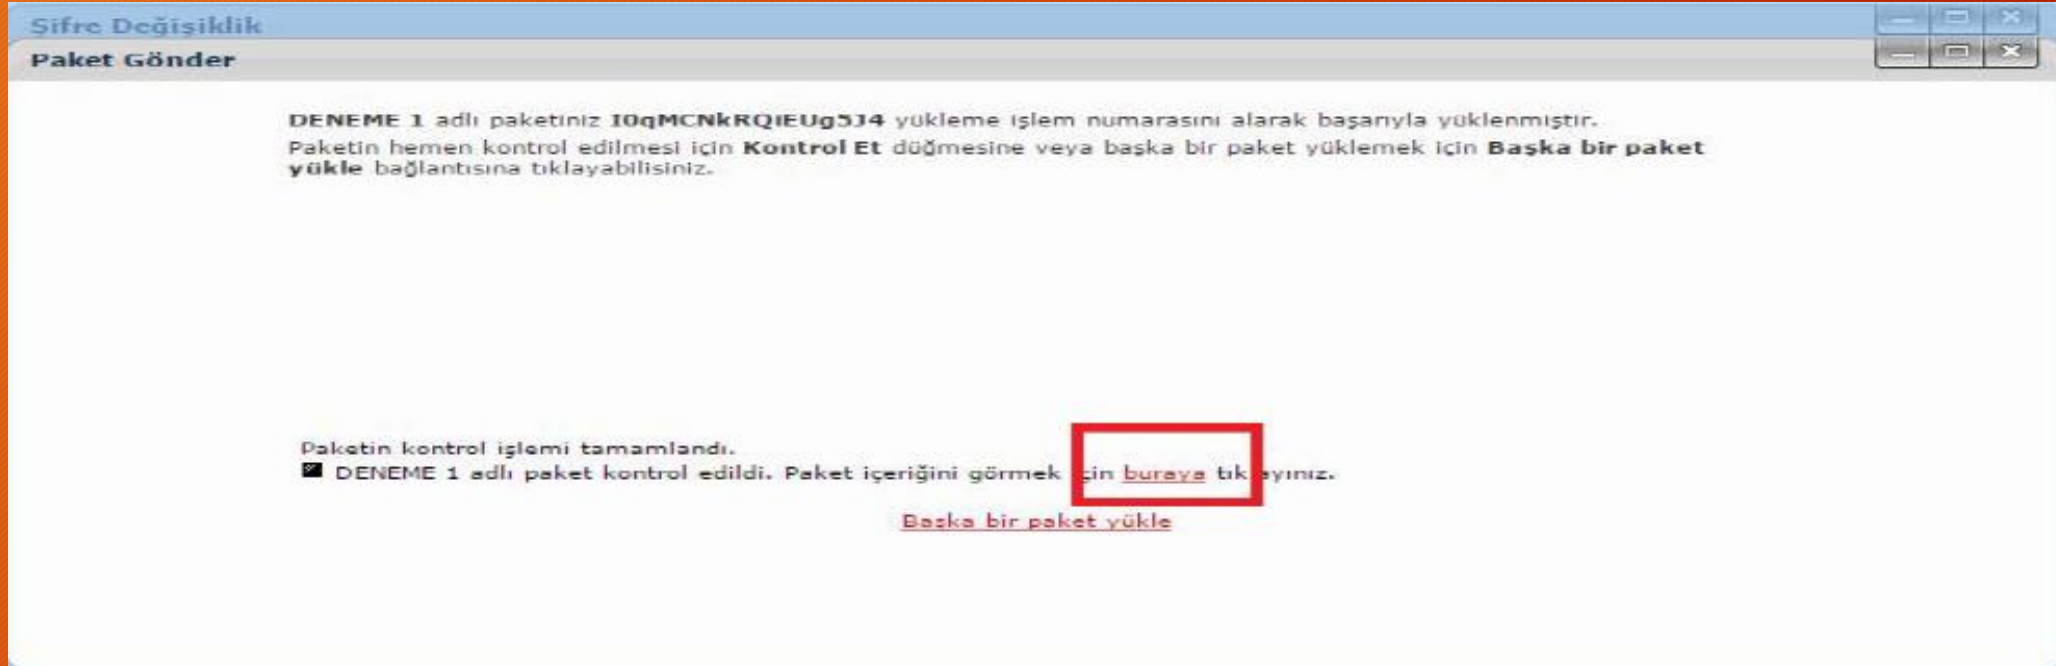 Şifre Değişiklik
Paket Gönder
DENEME 1 adlı paketiniz I0qMCNkRQiEUg5J4 yükleme işlem numarasını alarak başarıyla yüklenmiştir.
Paketin hemen kontrol edilmesi için Kontrol Et düğmesine veya başka bir paket yüklemek için Başka bir paket
yükle bağlantısına tıklayabilisiniz.
Paketin kontrol işlemi tamamlandı.
DENEME 1 adlı paket kontrol edildi. Paket içeriğini görmek için buraya tıklayınız.
Başka bir paket yükle